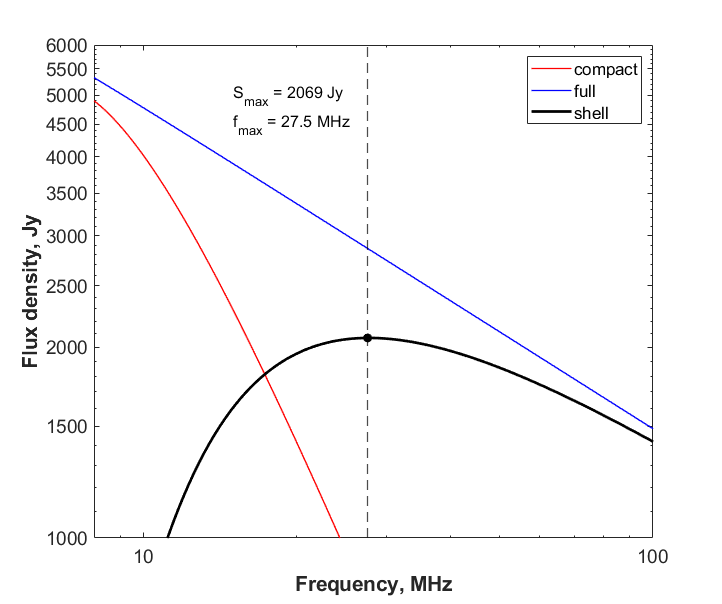 6000
5500
5000
4500
4000
3500
3000
2500
2000
1500
1000
Flux density, Jy
S_max = 2069 Jy
f_max = 27.5 MHz
compact
full
shell
10
100
Frequency, MHz